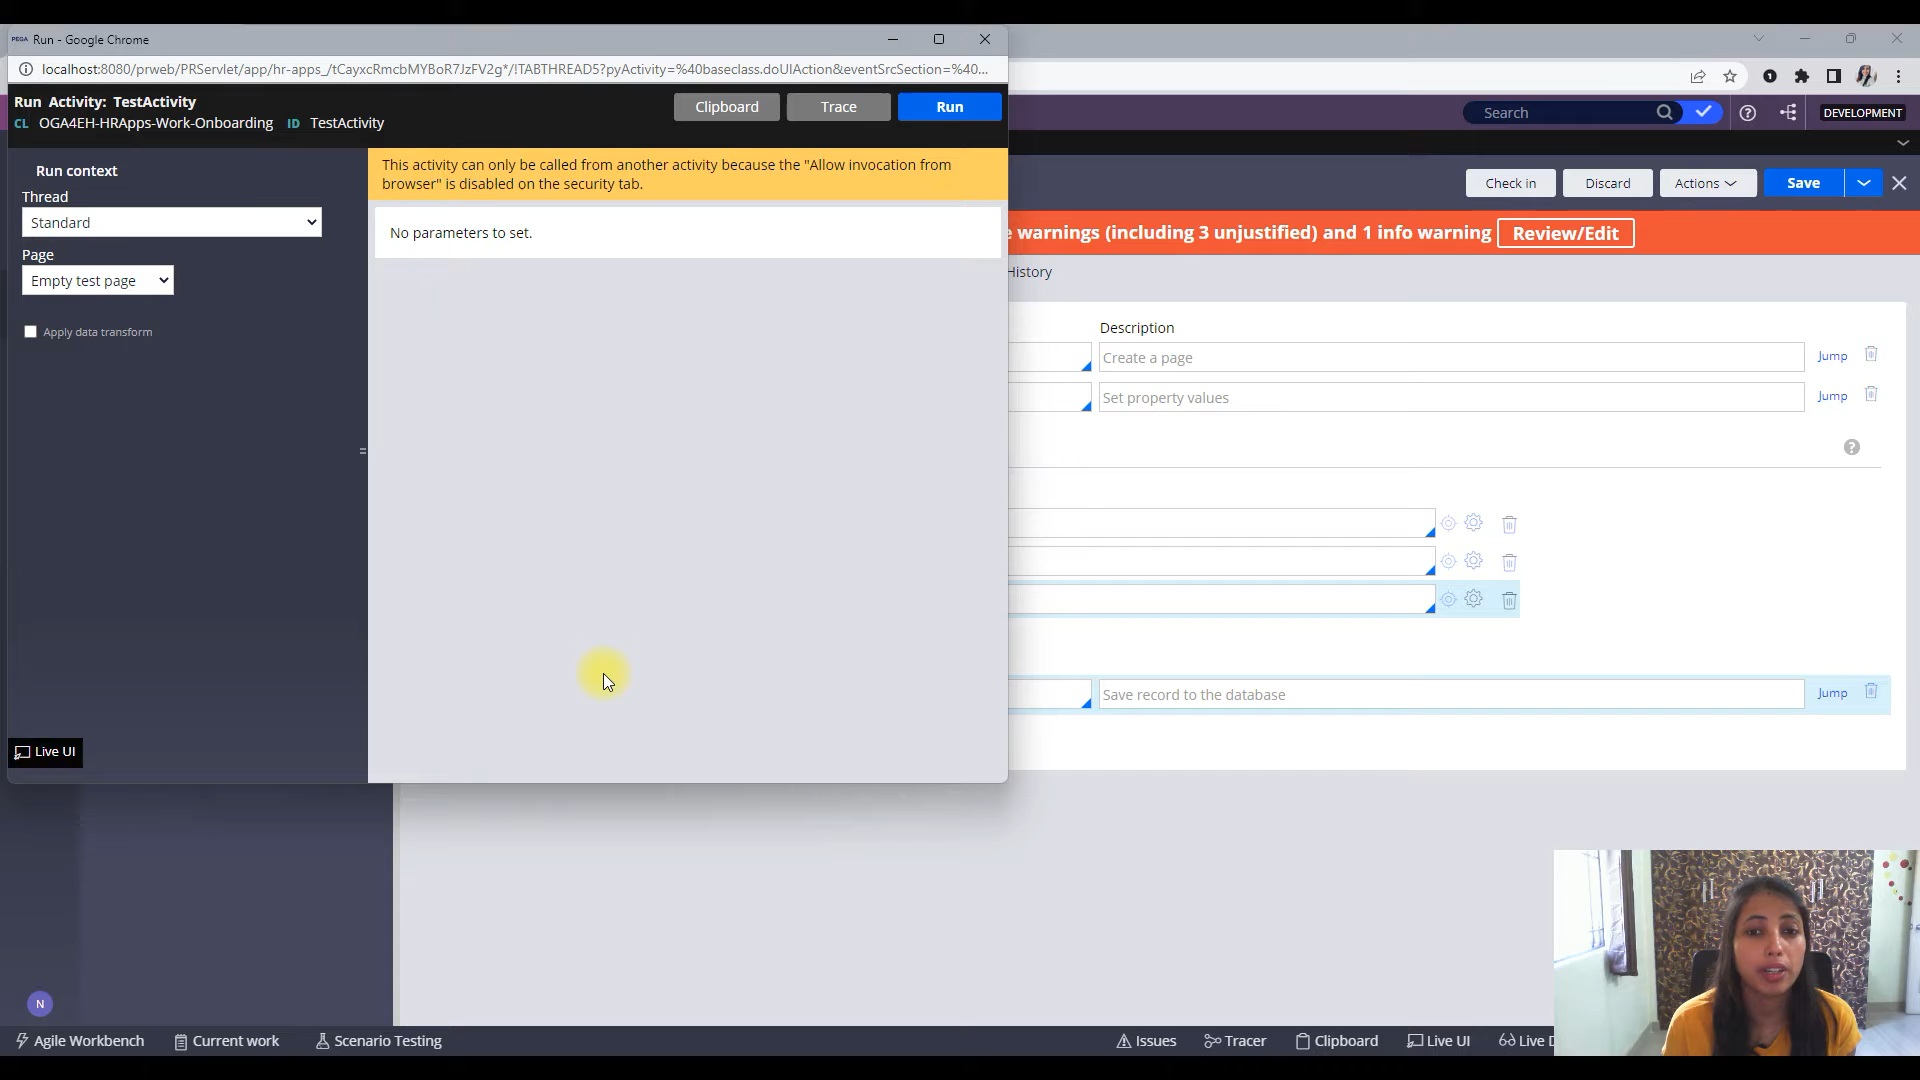 PEGA Run - Google Chrome
localhost:8080/prweb/PRServlet/app/hr-apps_/tCayxcRmcbMYBoR7JzFV2g*/!TABTHREAD5?pyActivity=%40baseclass.doUIAction&eventSrcSection=%40...
Run Activity: TestActivity
CL OGA4EH-HRApps-Work-Onboarding ID TestActivity
Clipboard
Trace
Run
Run context
Thread
Standard
Page
Empty test page
Apply data transform
This activity can only be called from another activity because the "Allow invocation from
browser" is disabled on the security tab.
No parameters to set.
Live UI
Search
DEVELOPMENT
Check in
Discard
Actions
Save
warnings (including 3 unjustified) and 1 info warning
Review/Edit
History
Description
Create a page
Jump
Set property values
Jump
?
Save record to the database
Jump
N
Agile Workbench
Current work
Scenario Testing
Issues
Tracer
Clipboard
Live UI
Live